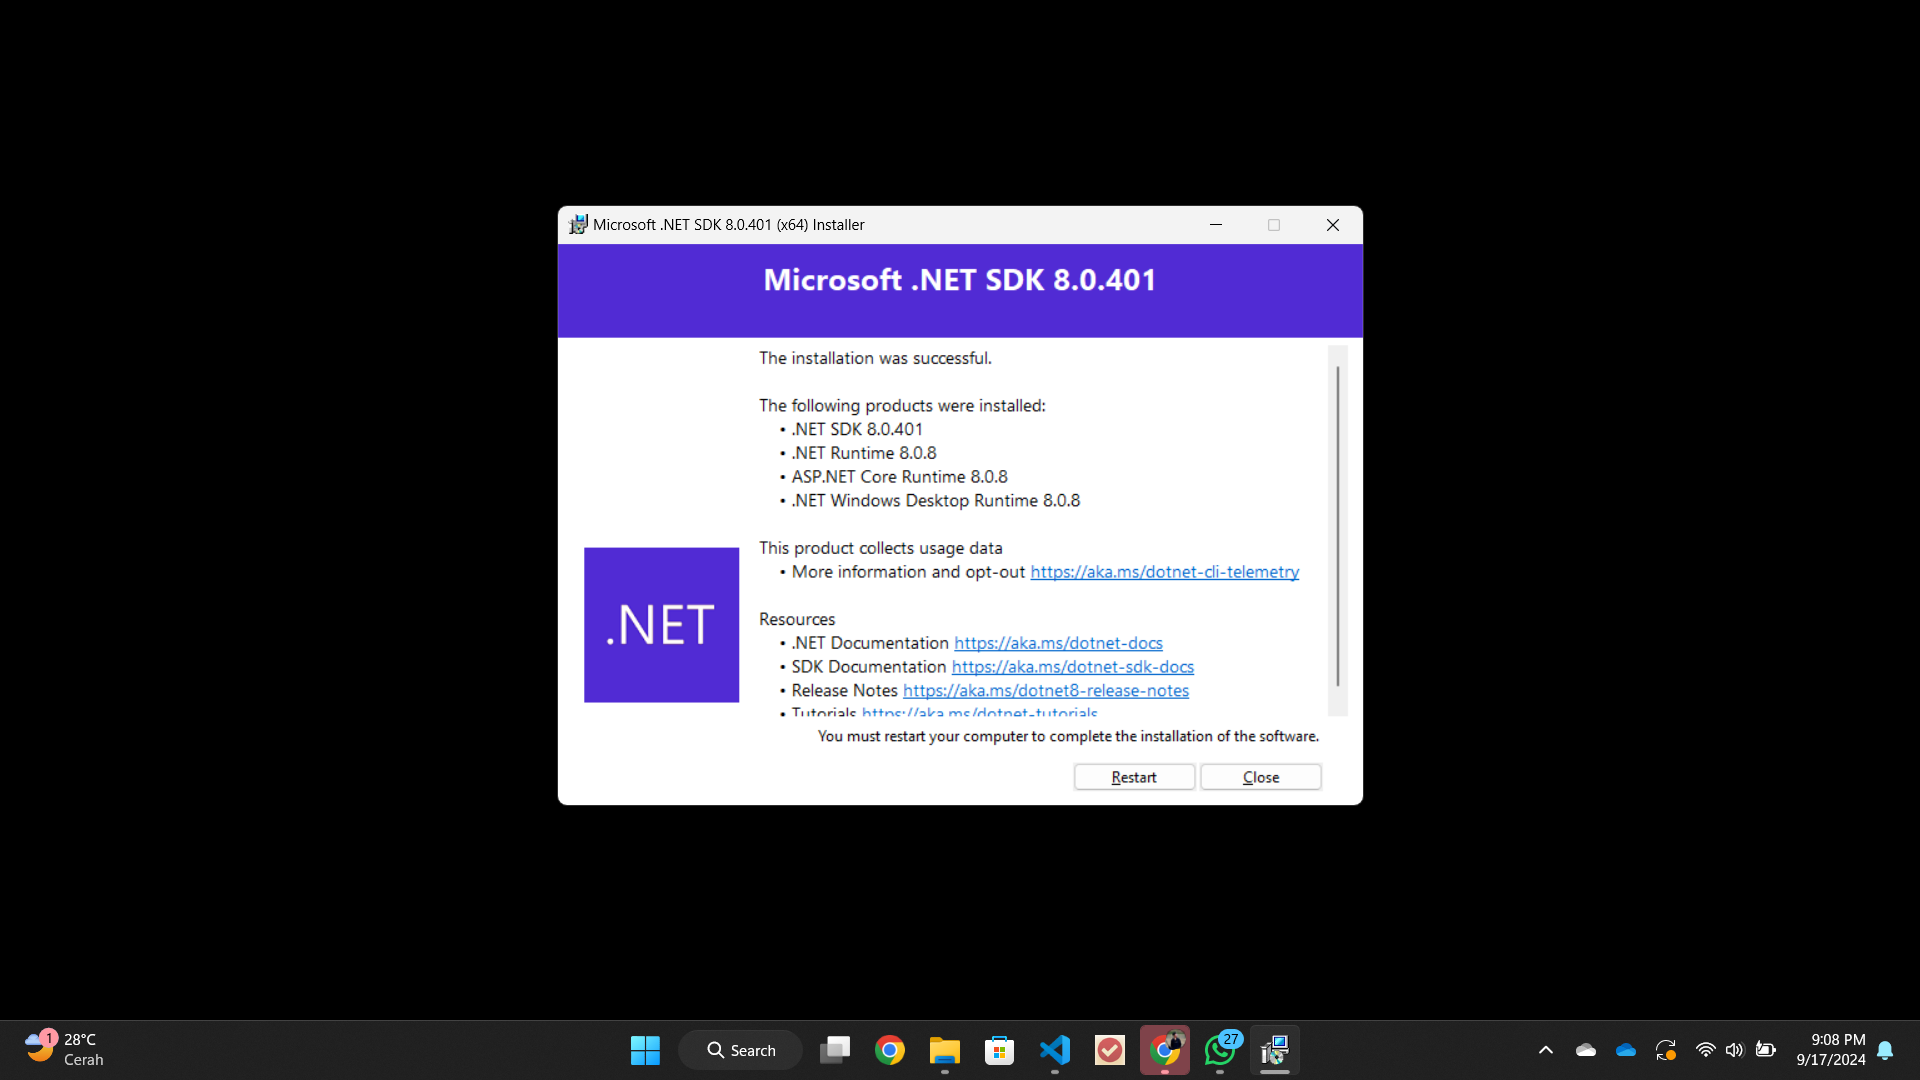 Microsoft .NET SDK 8.0.401 (x64) Installer
Microsoft .NET SDK 8.0.401
The installation was successful.
The following products were installed:
• .NET SDK 8.0.401
• .NET Runtime 8.0.8
• ASP.NET Core Runtime 8.0.8
• .NET Windows Desktop Runtime 8.0.8
This product collects usage data
• More information and opt-out https://aka.ms/dotnet-cli-telemetry
.NET
Resources
• .NET Documentation https://aka.ms/dotnet-docs
• SDK Documentation https://aka.ms/dotnet-sdk-docs
• Release Notes https://aka.ms/dotnet8-release-notes
• Tutorials https://aka.ms/dotnet-tutorials
You must restart your computer to complete the installation of the software.
Restart
Close
1
28°C
Cerah
Search
27
9:08 PM
9/17/2024